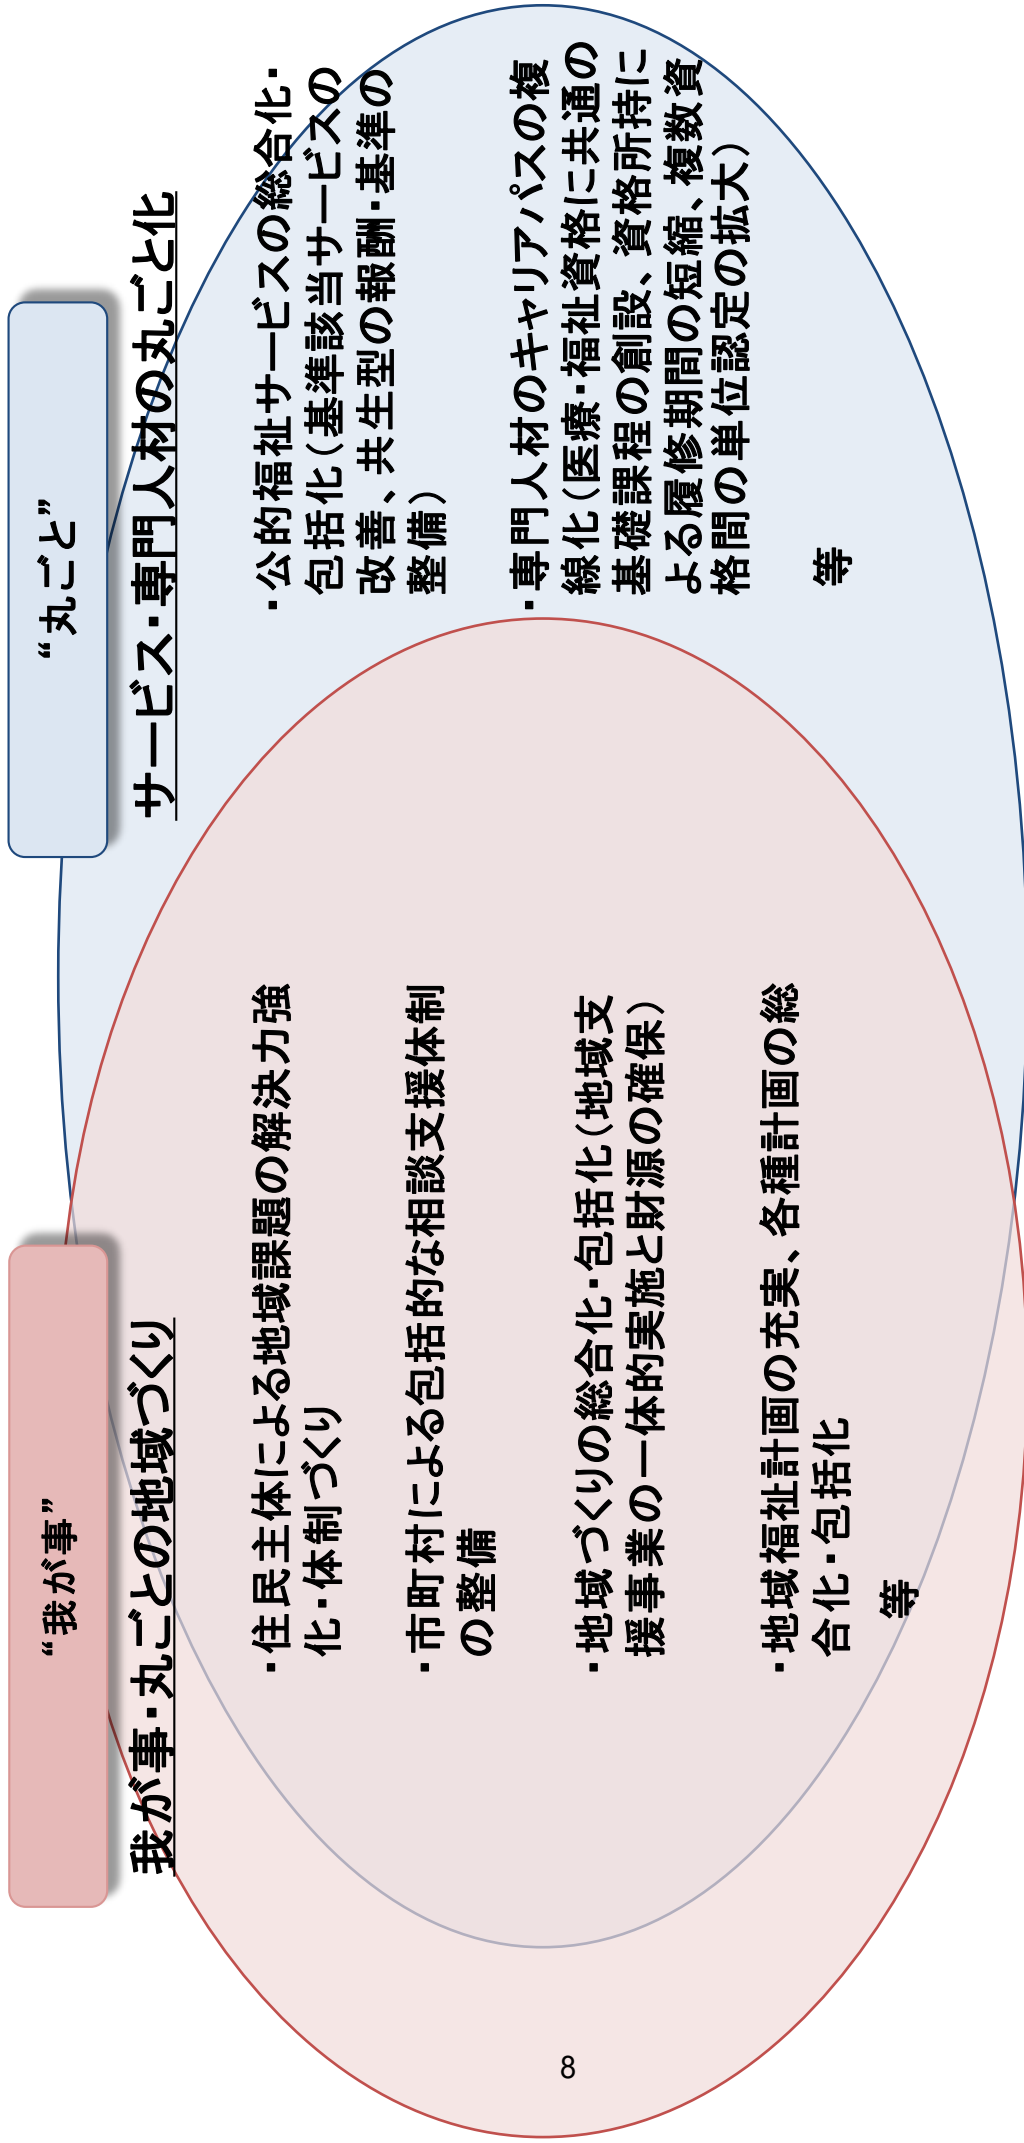 “我が事”
我が事・丸ごとの地域づくり
・住民主体による地域課題の解決力強
化・体制づくり
・市町村による包括的な相談支援体制
の整備
・地域づくりの総合化・包括化（地域支
援事業の一体的実施と財源の確保）
・地域福祉計画の充実、各種計画の総
合化・包括化
等
“丸ごと”
サービス・専門人材の丸ごと化
・公的福祉サービスの総合化・
包括化（基準該当サービスの
改善、共生型の報酬・基準の
整備）
・専門人材のキャリアパスの複
線化（医療・福祉資格に共通の
基礎課程の創設、資格所持に
よる履修期間の短縮、複数資
格間の単位認定の拡大）
等
8